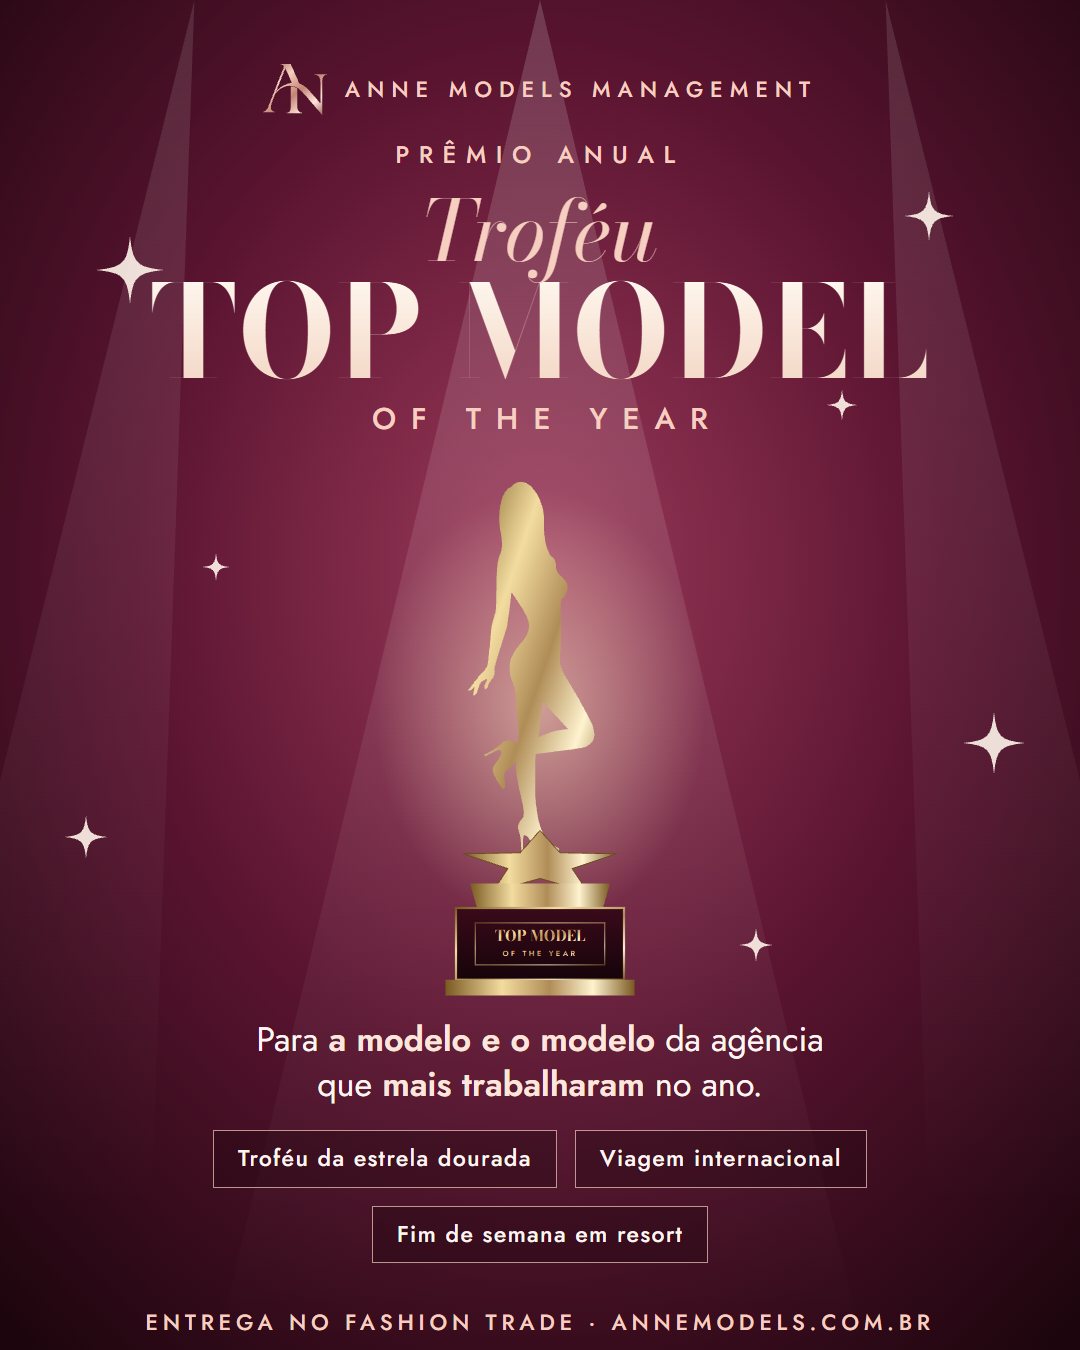 AN ANNE MODELS MANAGEMENT
PRÊMIO ANUAL
Troféu
TOP MODEL
OF THE YEAR
TOP MODEL
OF THE YEAR
Para a modelo e o modelo da agência
que mais trabalharam no ano.
Troféu da estrela dourada
Viagem internacional
Fim de semana em resort
ENTREGA NO FASHION TRADE · ANNEMODELS.COM.BR